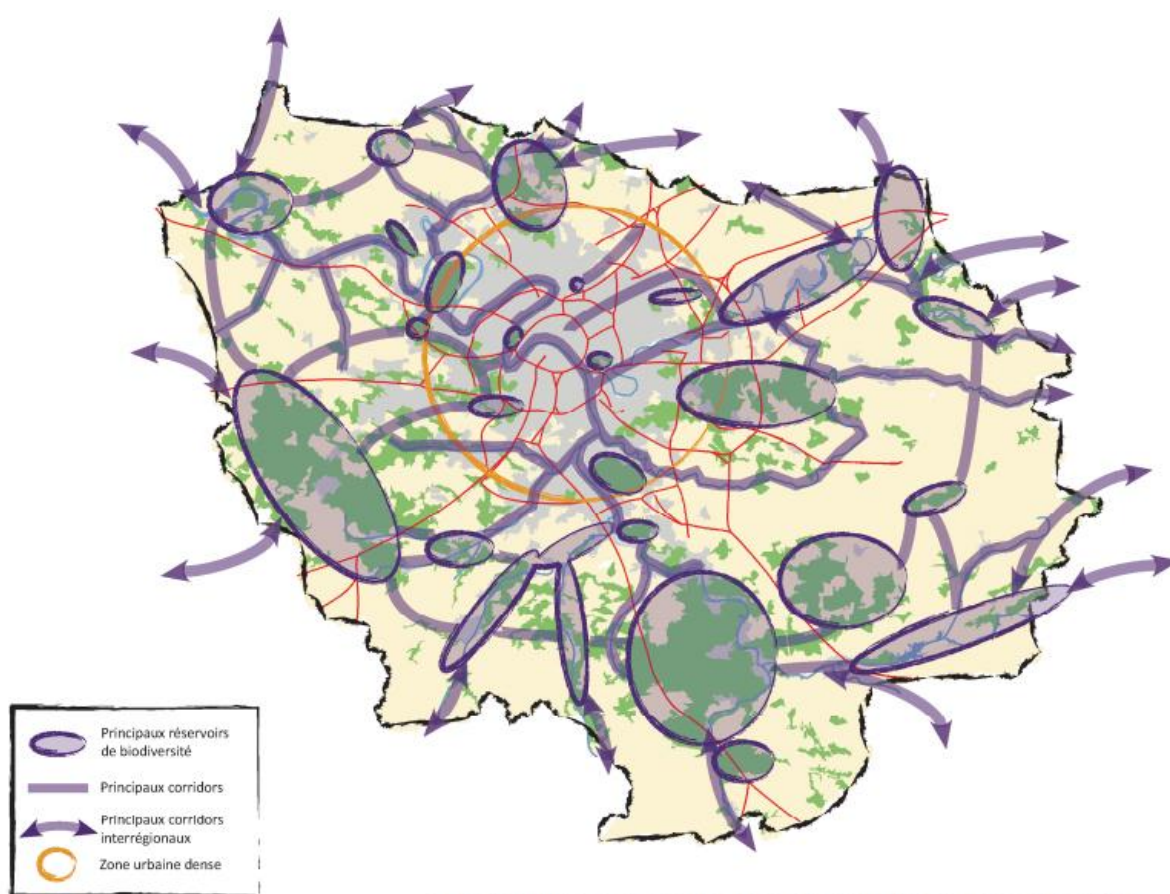 Principaux réservoirs
de biodiversité
Principaux corridors
Principaux corridors
interrégionaux
Zone urbaine dense